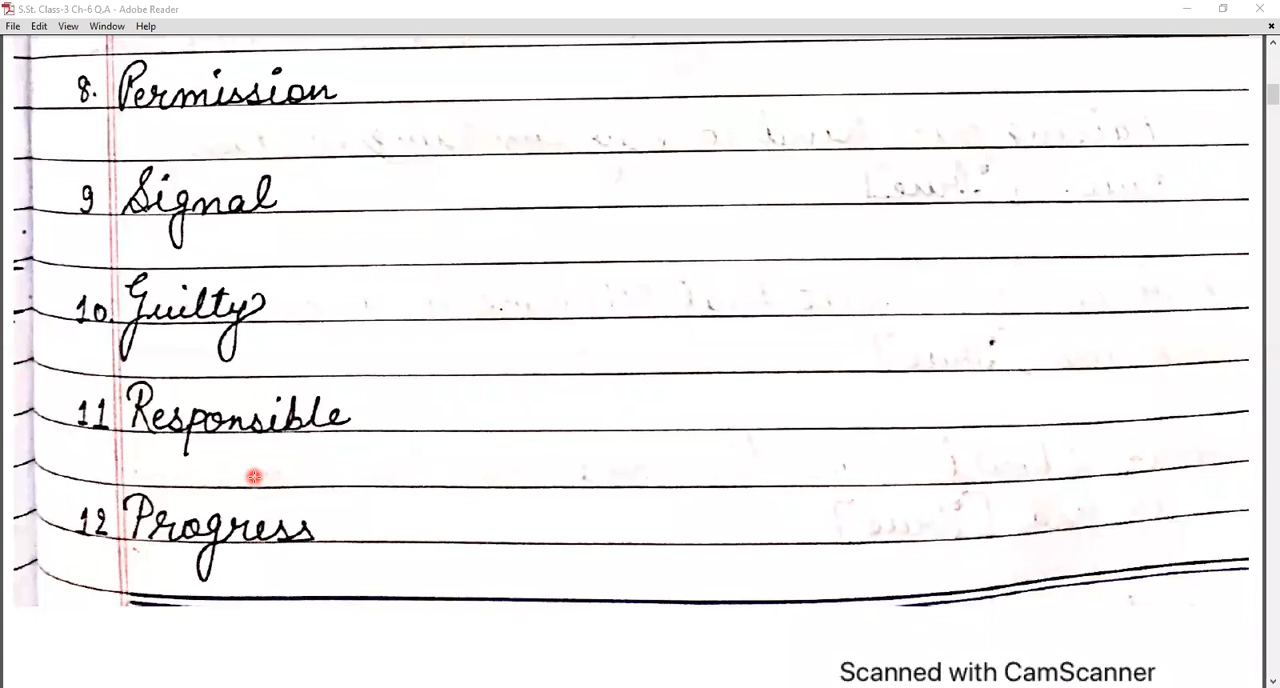 S.St. Class-3 Ch-6 Q.A - Adobe Reader
File Edit View Window Help
8. Permission
9 Signal
10. Guilty
11 Responsible
12 Progress
Scanned with CamScanner